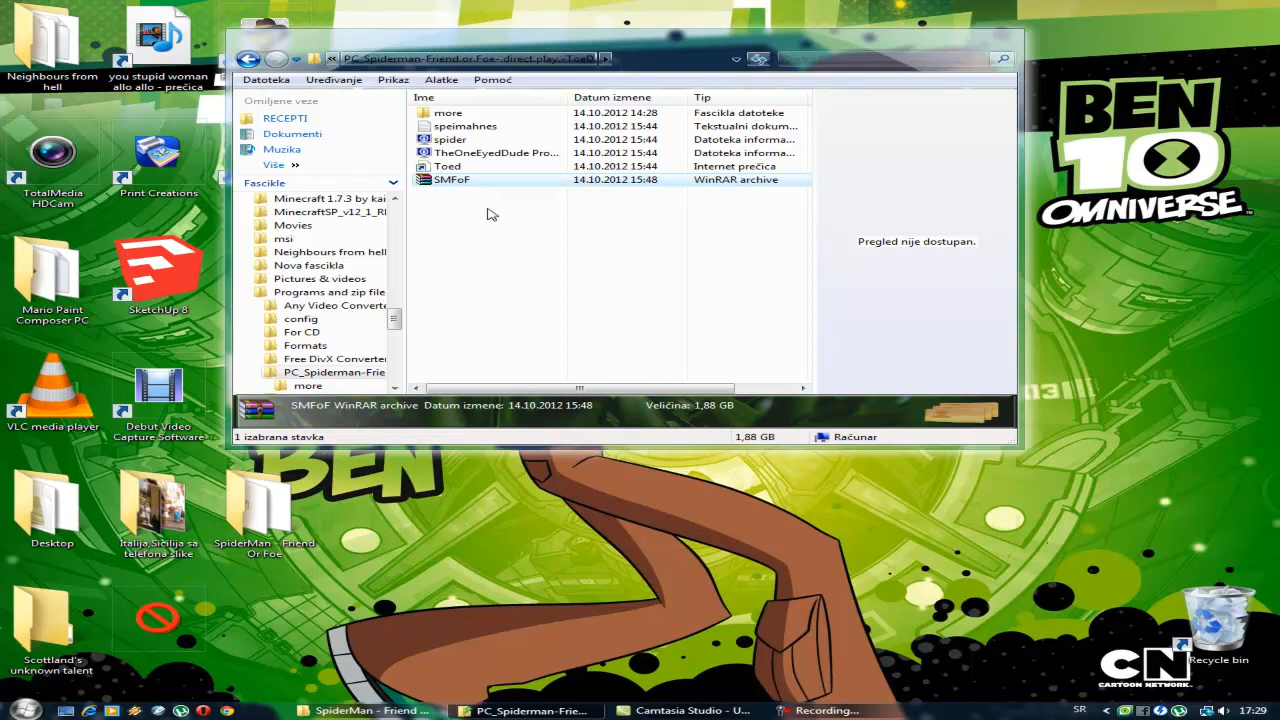 Neighbours from hell
you stupid woman allo allo - prečica
TotalMedia HDCam
Print Creations
Mario Paint Composer PC
SketchUp 8
VLC media player
Debut Video Capture Software
Desktop
Italija,Sicilija sa telefona slike
SpiderMan - Friend Or Foe
Scottland's unknown talent
« PC_Spiderman-Friend.or.Foe-.direct.play.-ToeD
Datoteka Uređivanje Prikaz Alatke Pomoć
Omiljene veze
RECEPTI
Dokumenti
Muzika
Više »
Fascikle
Minecraft 1.7.3 by kai
MinecraftSP_v12_1_RI
Movies
msi
Neighbours from hell
Nova fascikla
Pictures & videos
Programs and zip file
Any Video Converte
config
For CD
Formats
Free DivX Converte
PC_Spiderman-Frie
more
Ime Datum izmene Tip
more 14.10.2012 14:28 Fascikla datoteke
speimahnes 14.10.2012 15:44 Tekstualni dokum...
spider 14.10.2012 15:44 Datoteka informa...
TheOneEyedDude Pro... 14.10.2012 15:44 Datoteka informa...
Toed 14.10.2012 15:44 Internet prečica
SMFoF 14.10.2012 15:48 WinRAR archive
Pregled nije dostupan.
SMFoF WinRAR archive Datum izmene: 14.10.2012 15:48 Veličina: 1,88 GB
1 izabrana stavka 1,88 GB Računar
BEN
10
OMNIVERSE
BEN
CN
CARTOON NETWORK
Recycle bin
SpiderMan - Friend ...
PC_Spiderman-Frie...
Camtasia Studio - U...
Recording...
SR
17:29